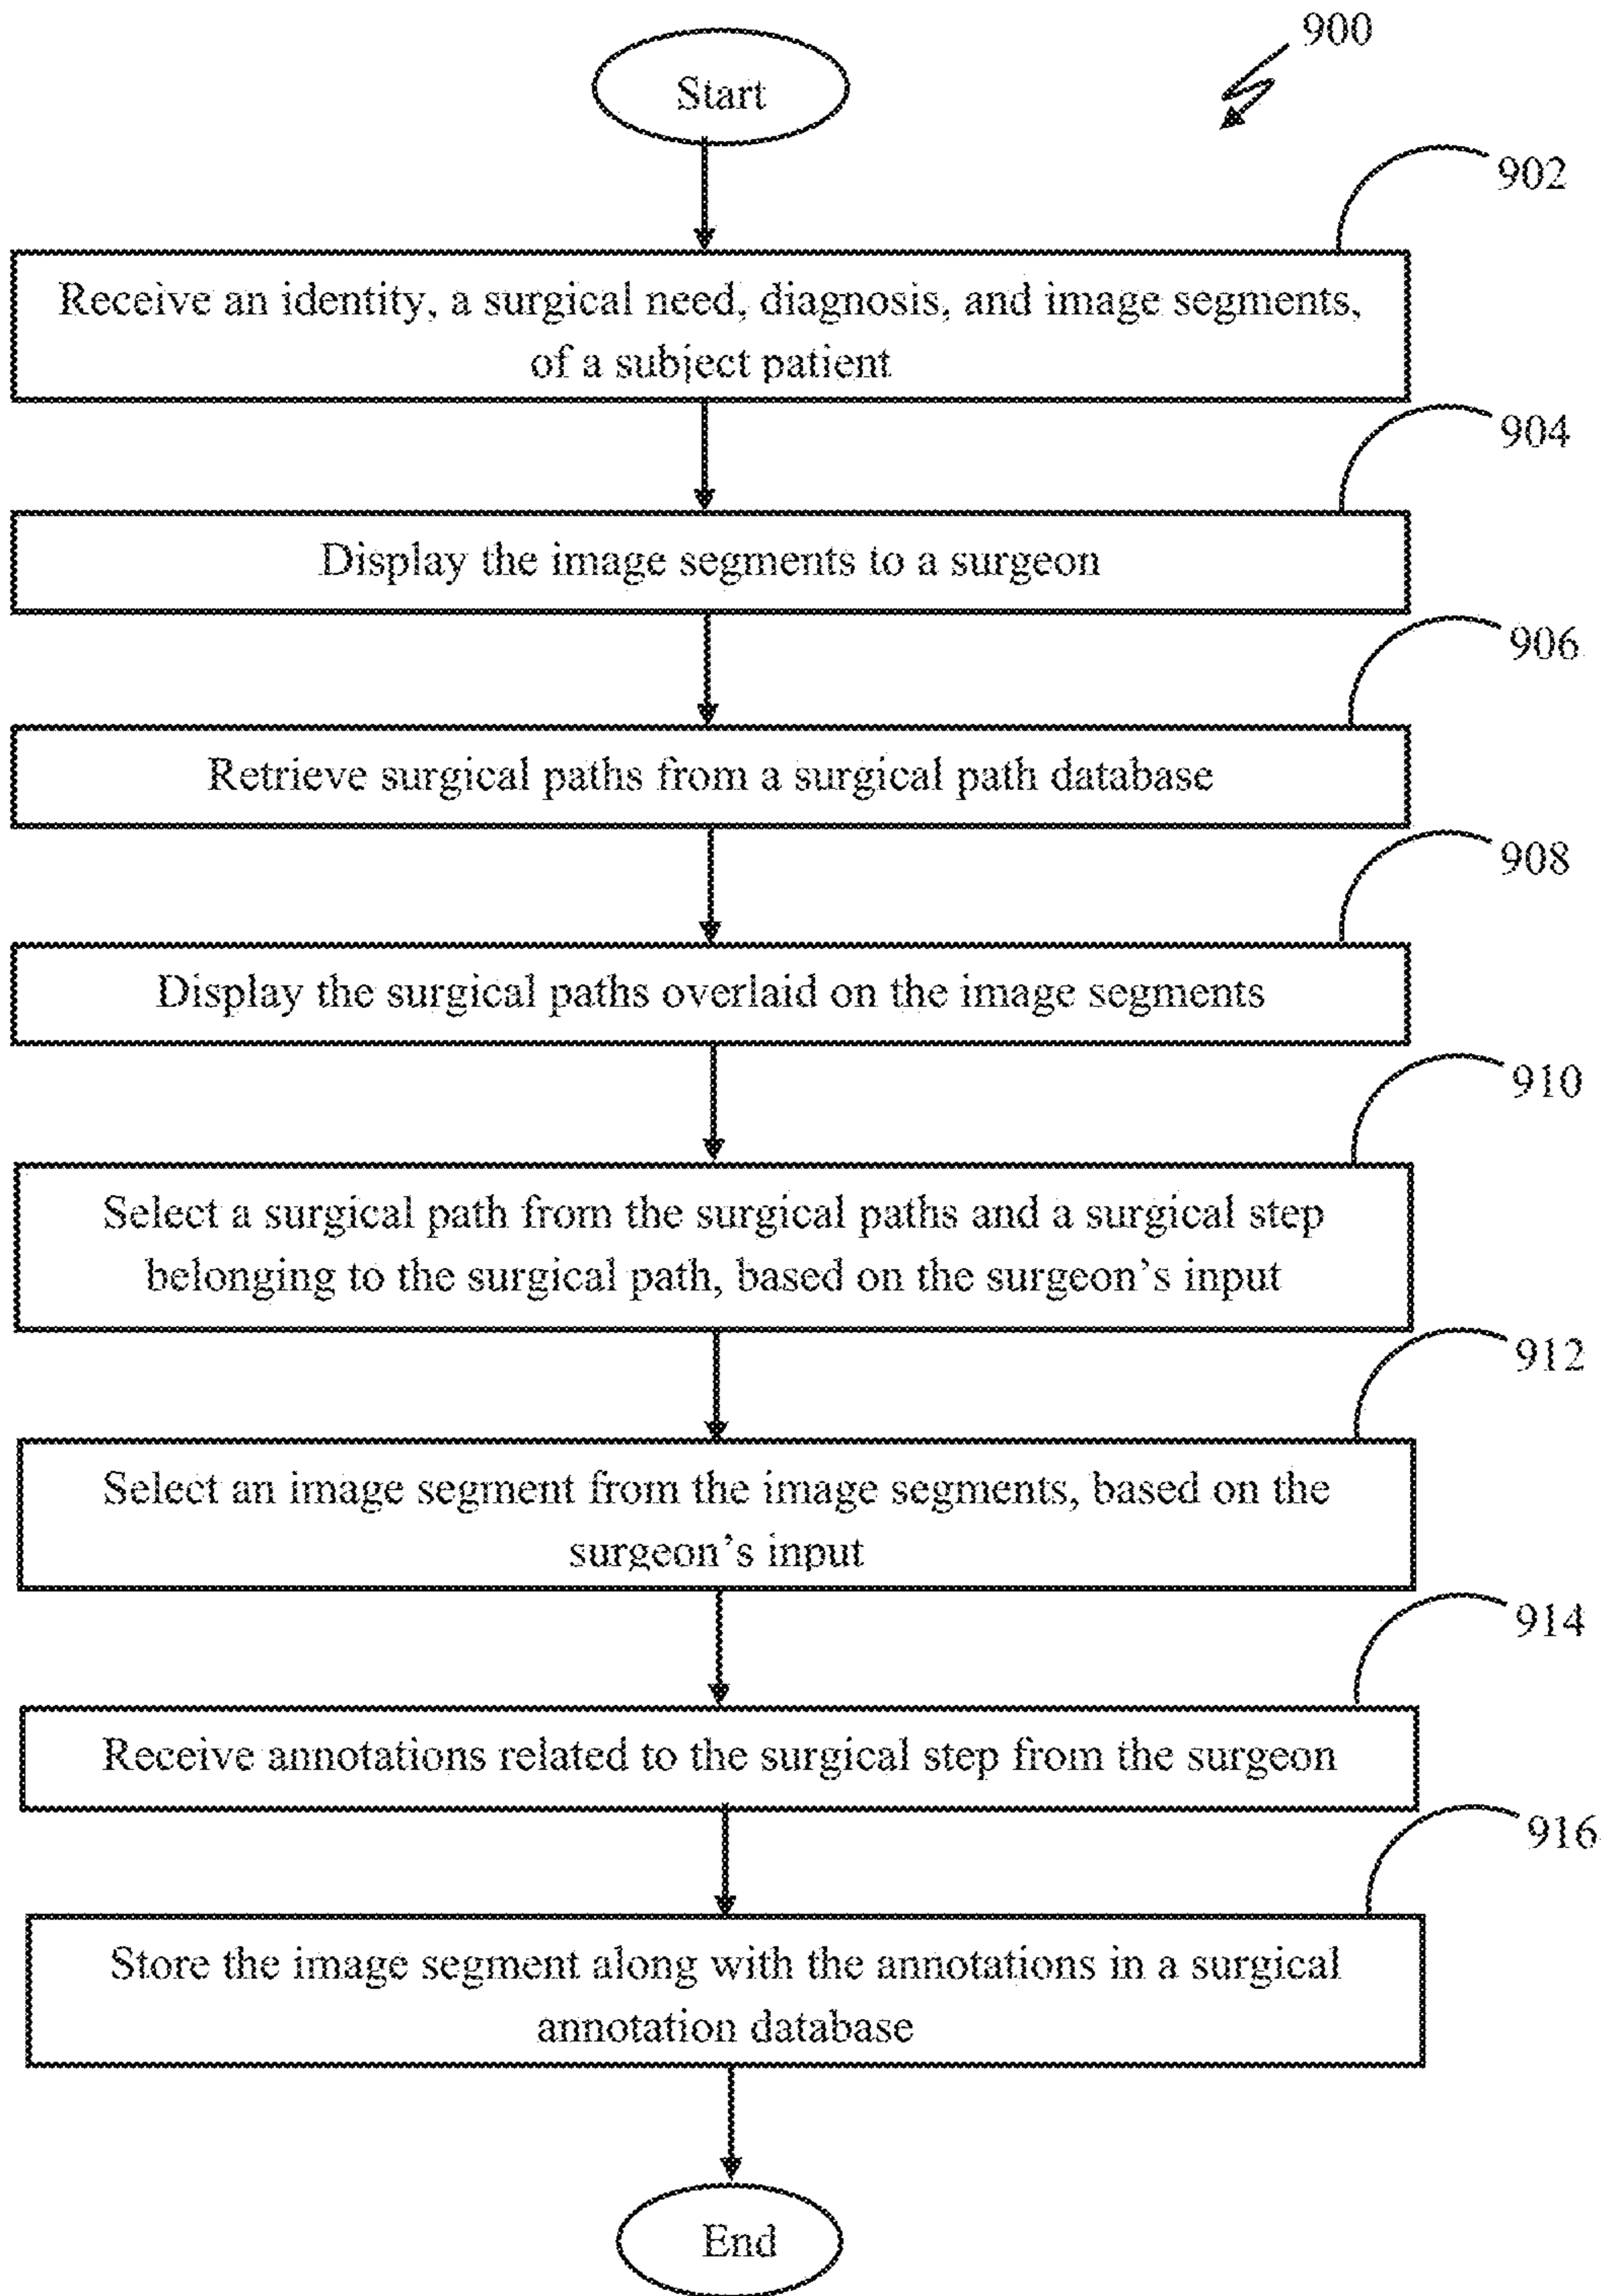 900
Start
902
Receive an identity, a surgical need, diagnosis, and image segments,
of a subject patient
904
Display the image segments to a surgeon
906
Retrieve surgical paths from a surgical path database
908
Display the surgical paths overlaid on the image segments
910
Select a surgical path from the surgical paths and a surgical step
belonging to the surgical path, based on the surgeon’s input
912
Select an image segment from the image segments, based on the
surgeon’s input
914
Receive annotations related to the surgical step from the surgeon
916
Store the image segment along with the annotations in a surgical
annotation database
End